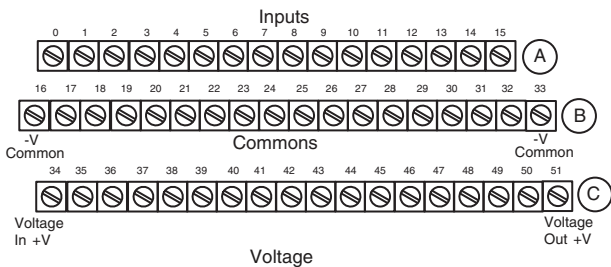 Inputs
0 1 2 3 4 5 6 7 8 9 10 11 12 13 14 15
A
16 17 18 19 20 21 22 23 24 25 26 27 28 29 30 31 32 33
B
-V
Common
Commons
-V
Common
34 35 36 37 38 39 40 41 42 43 44 45 46 47 48 49 50 51
C
Voltage
In +V
Voltage
Out +V
Voltage